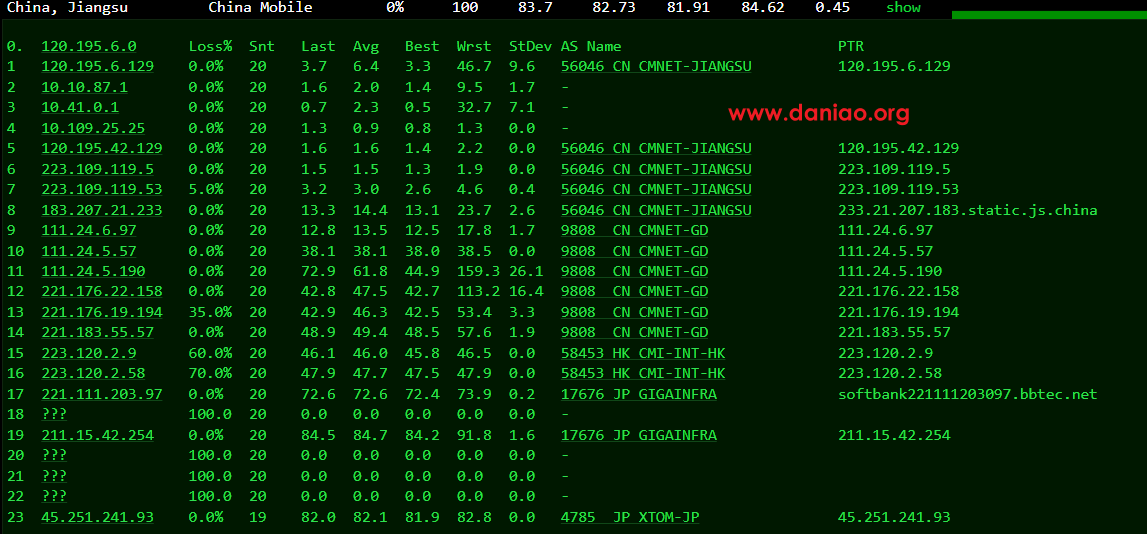 China, Jiangsu China Mobile 0% 100 83.7 82.73 81.91 84.62 0.45 show
0. 120.195.6.0 Loss% Snt Last Avg Best Wrst StDev AS Name PTR
1 120.195.6.129 0.0% 20 3.7 6.4 3.3 46.7 9.6 56046 CN CMNET-JIANGSU 120.195.6.129
2 10.10.87.1 0.0% 20 1.6 2.0 1.4 9.5 1.7 -
3 10.41.0.1 0.0% 20 0.7 2.3 0.5 32.7 7.1 -
www.daniao.org
4 10.109.25.25 0.0% 20 1.3 0.9 0.8 1.3 0.0 -
5 120.195.42.129 0.0% 20 1.6 1.6 1.4 2.2 0.0 56046 CN CMNET-JIANGSU 120.195.42.129
6 223.109.119.5 0.0% 20 1.5 1.5 1.3 1.9 0.0 56046 CN CMNET-JIANGSU 223.109.119.5
7 223.109.119.53 5.0% 20 3.2 3.0 2.6 4.6 0.4 56046 CN CMNET-JIANGSU 223.109.119.53
8 183.207.21.233 0.0% 20 13.3 14.4 13.1 23.7 2.6 56046 CN CMNET-JIANGSU 233.21.207.183.static.js.china
9 111.24.6.97 0.0% 20 12.8 13.5 12.5 17.8 1.7 9808 CN CMNET-GD 111.24.6.97
10 111.24.5.57 0.0% 20 38.1 38.1 38.0 38.5 0.0 9808 CN CMNET-GD 111.24.5.57
11 111.24.5.190 0.0% 20 72.9 61.8 44.9 159.3 26.1 9808 CN CMNET-GD 111.24.5.190
12 221.176.22.158 0.0% 20 42.8 47.5 42.7 113.2 16.4 9808 CN CMNET-GD 221.176.22.158
13 221.176.19.194 35.0% 20 42.9 46.3 42.5 53.4 3.3 9808 CN CMNET-GD 221.176.19.194
14 221.183.55.57 0.0% 20 48.9 49.4 48.5 57.6 1.9 9808 CN CMNET-GD 221.183.55.57
15 223.120.2.9 60.0% 20 46.1 46.0 45.8 46.5 0.0 58453 HK CMI-INT-HK 223.120.2.9
16 223.120.2.58 70.0% 20 47.9 47.7 47.5 47.9 0.0 58453 HK CMI-INT-HK 223.120.2.58
17 221.111.203.97 0.0% 20 72.6 72.6 72.4 73.9 0.2 17676 JP GIGAINFRA softbank221111203097.bbtec.net
18 ??? 100.0 20 0.0 0.0 0.0 0.0 0.0 -
19 211.15.42.254 0.0% 20 84.5 84.7 84.2 91.8 1.6 17676 JP GIGAINFRA 211.15.42.254
20 ??? 100.0 20 0.0 0.0 0.0 0.0 0.0 -
21 ??? 100.0 20 0.0 0.0 0.0 0.0 0.0 -
22 ??? 100.0 20 0.0 0.0 0.0 0.0 0.0 -
23 45.251.241.93 0.0% 19 82.0 82.1 81.9 82.8 0.0 4785 JP XTOM-JP 45.251.241.93